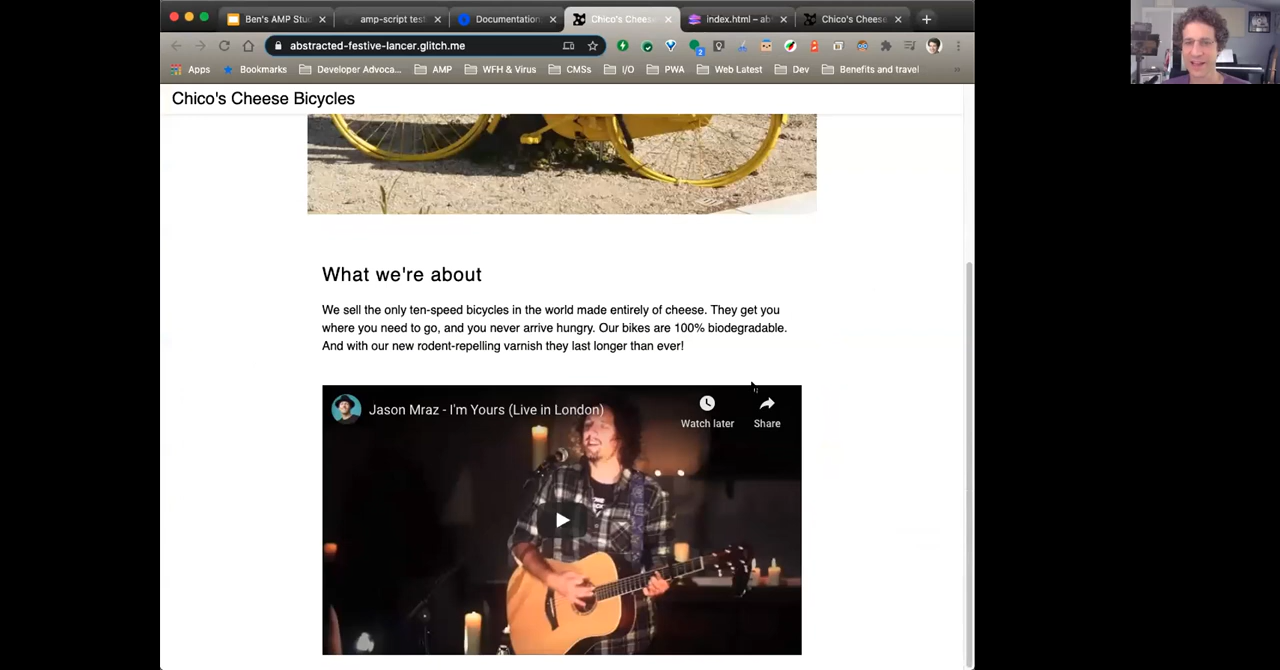 Ben's AMP Stu
amp-script test
Documentation
Chico's Cheese
index.html – ab
Chico's Cheese
abstracted-festive-lancer.glitch.me
2
Apps
Bookmarks
Developer Advoca...
AMP
WFH & Virus
CMSs
I/O
PWA
Web Latest
Dev
Benefits and travel
»
Chico's Cheese Bicycles
What we're about
We sell the only ten-speed bicycles in the world made entirely of cheese. They get you
where you need to go, and you never arrive hungry. Our bikes are 100% biodegradable.
And with our new rodent-repelling varnish they last longer than ever!
Jason Mraz - I'm Yours (Live in London)
Watch later
Share